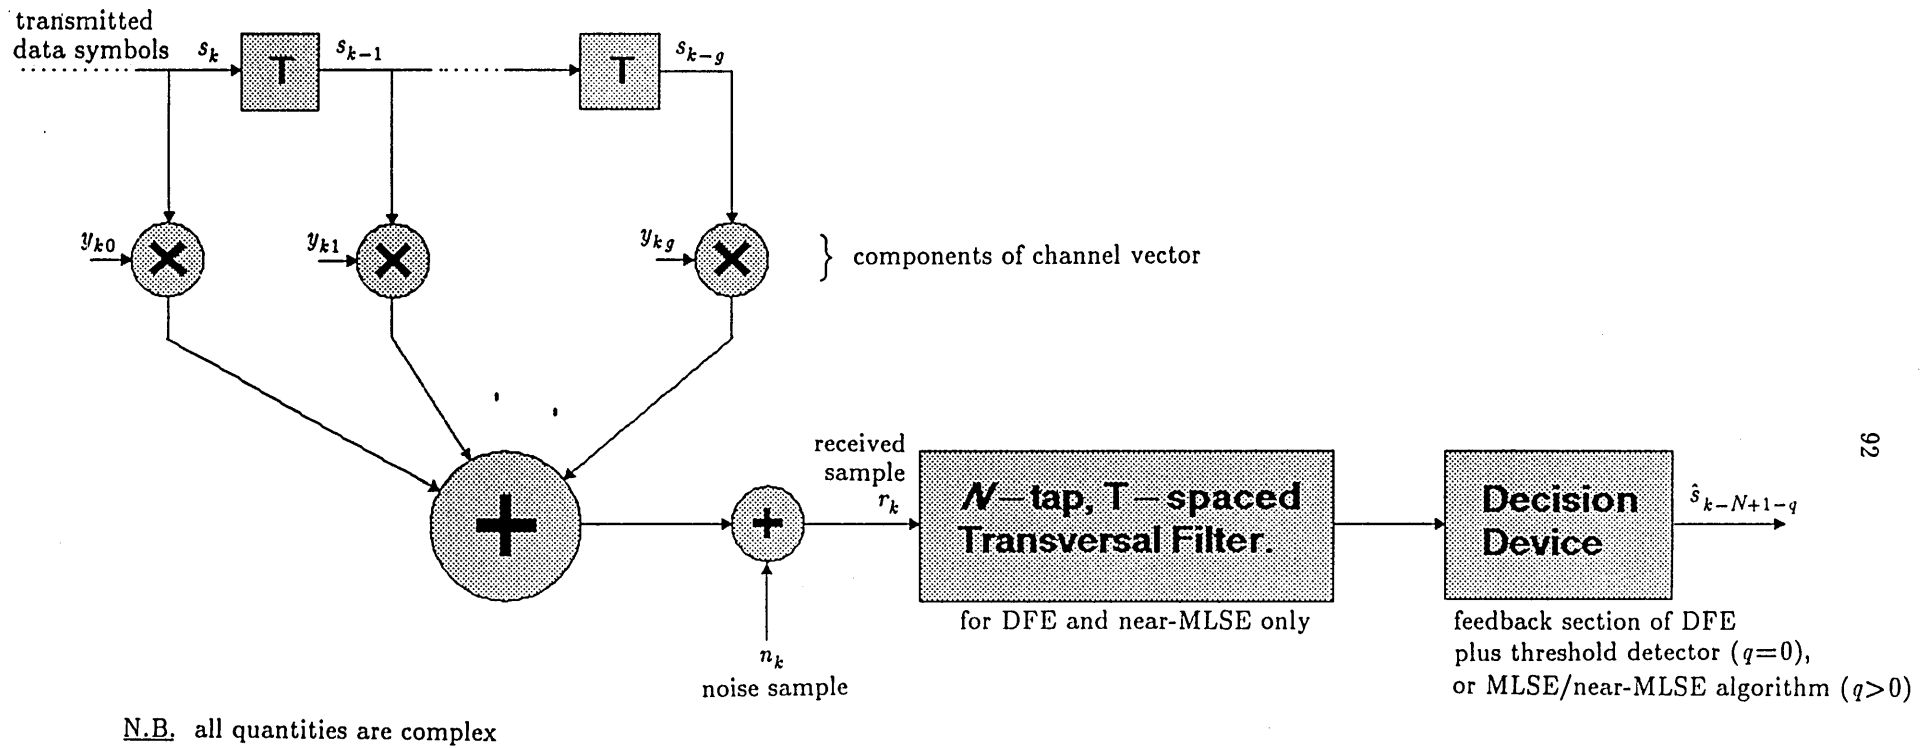 transmitted
data symbols
s_k
T
s_{k-1}
T
s_{k-g}
y_{k0}
y_{k1}
y_{kg}
} components of channel vector
received
sample
r_k
N-tap, T-spaced
Transversal Filter.
for DFE and near-MLSE only
Decision
Device
ŝ_{k-N+1-q}
feedback section of DFE
plus threshold detector (q=0),
or MLSE/near-MLSE algorithm (q>0)
n_k
noise sample
N.B. all quantities are complex
92